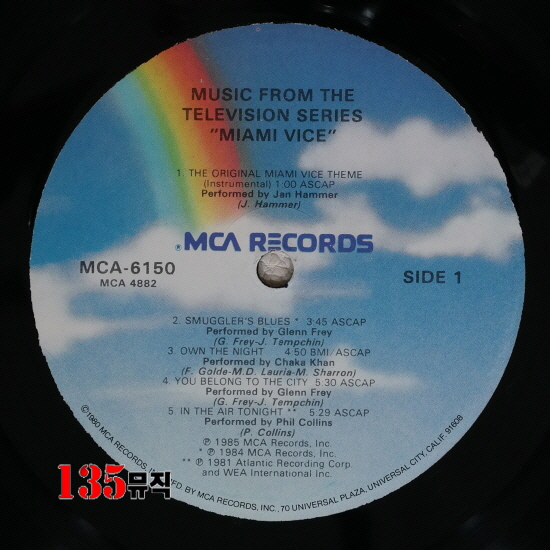 MUSIC FROM THE
TELEVISION SERIES
"MIAMI VICE"
1. THE ORIGINAL MIAMI VICE THEME
(Instrumental) 1:00 ASCAP
Performed by Jan Hammer
(J. Hammer)
® MCA RECORDS
MCA-6150
MCA 4882
SIDE 1
2. SMUGGLER'S BLUES * 3:45 ASCAP
Performed by Glenn Frey
(G. Frey-J. Tempchin)
3. OWN THE NIGHT 4:50 BMI/ASCAP
Performed by Chaka Khan
(F. Golde-M.D. Lauria-M. Sharron)
4. YOU BELONG TO THE CITY 5:30 ASCAP
Performed by Glenn Frey
(G. Frey-J. Tempchin)
5. IN THE AIR TONIGHT ** 5:29 ASCAP
Performed by Phil Collins
(P. Collins)
℗ 1985 MCA Records, Inc.
* ℗ 1984 MCA Records, Inc.
** ℗ 1981 Atlantic Recording Corp.
and WEA International Inc.
©1980 MCA RECORDS, INC. MFD. BY MCA RECORDS, INC., 70 UNIVERSAL PLAZA, UNIVERSAL CITY, CALIF. 91608
135뮤직